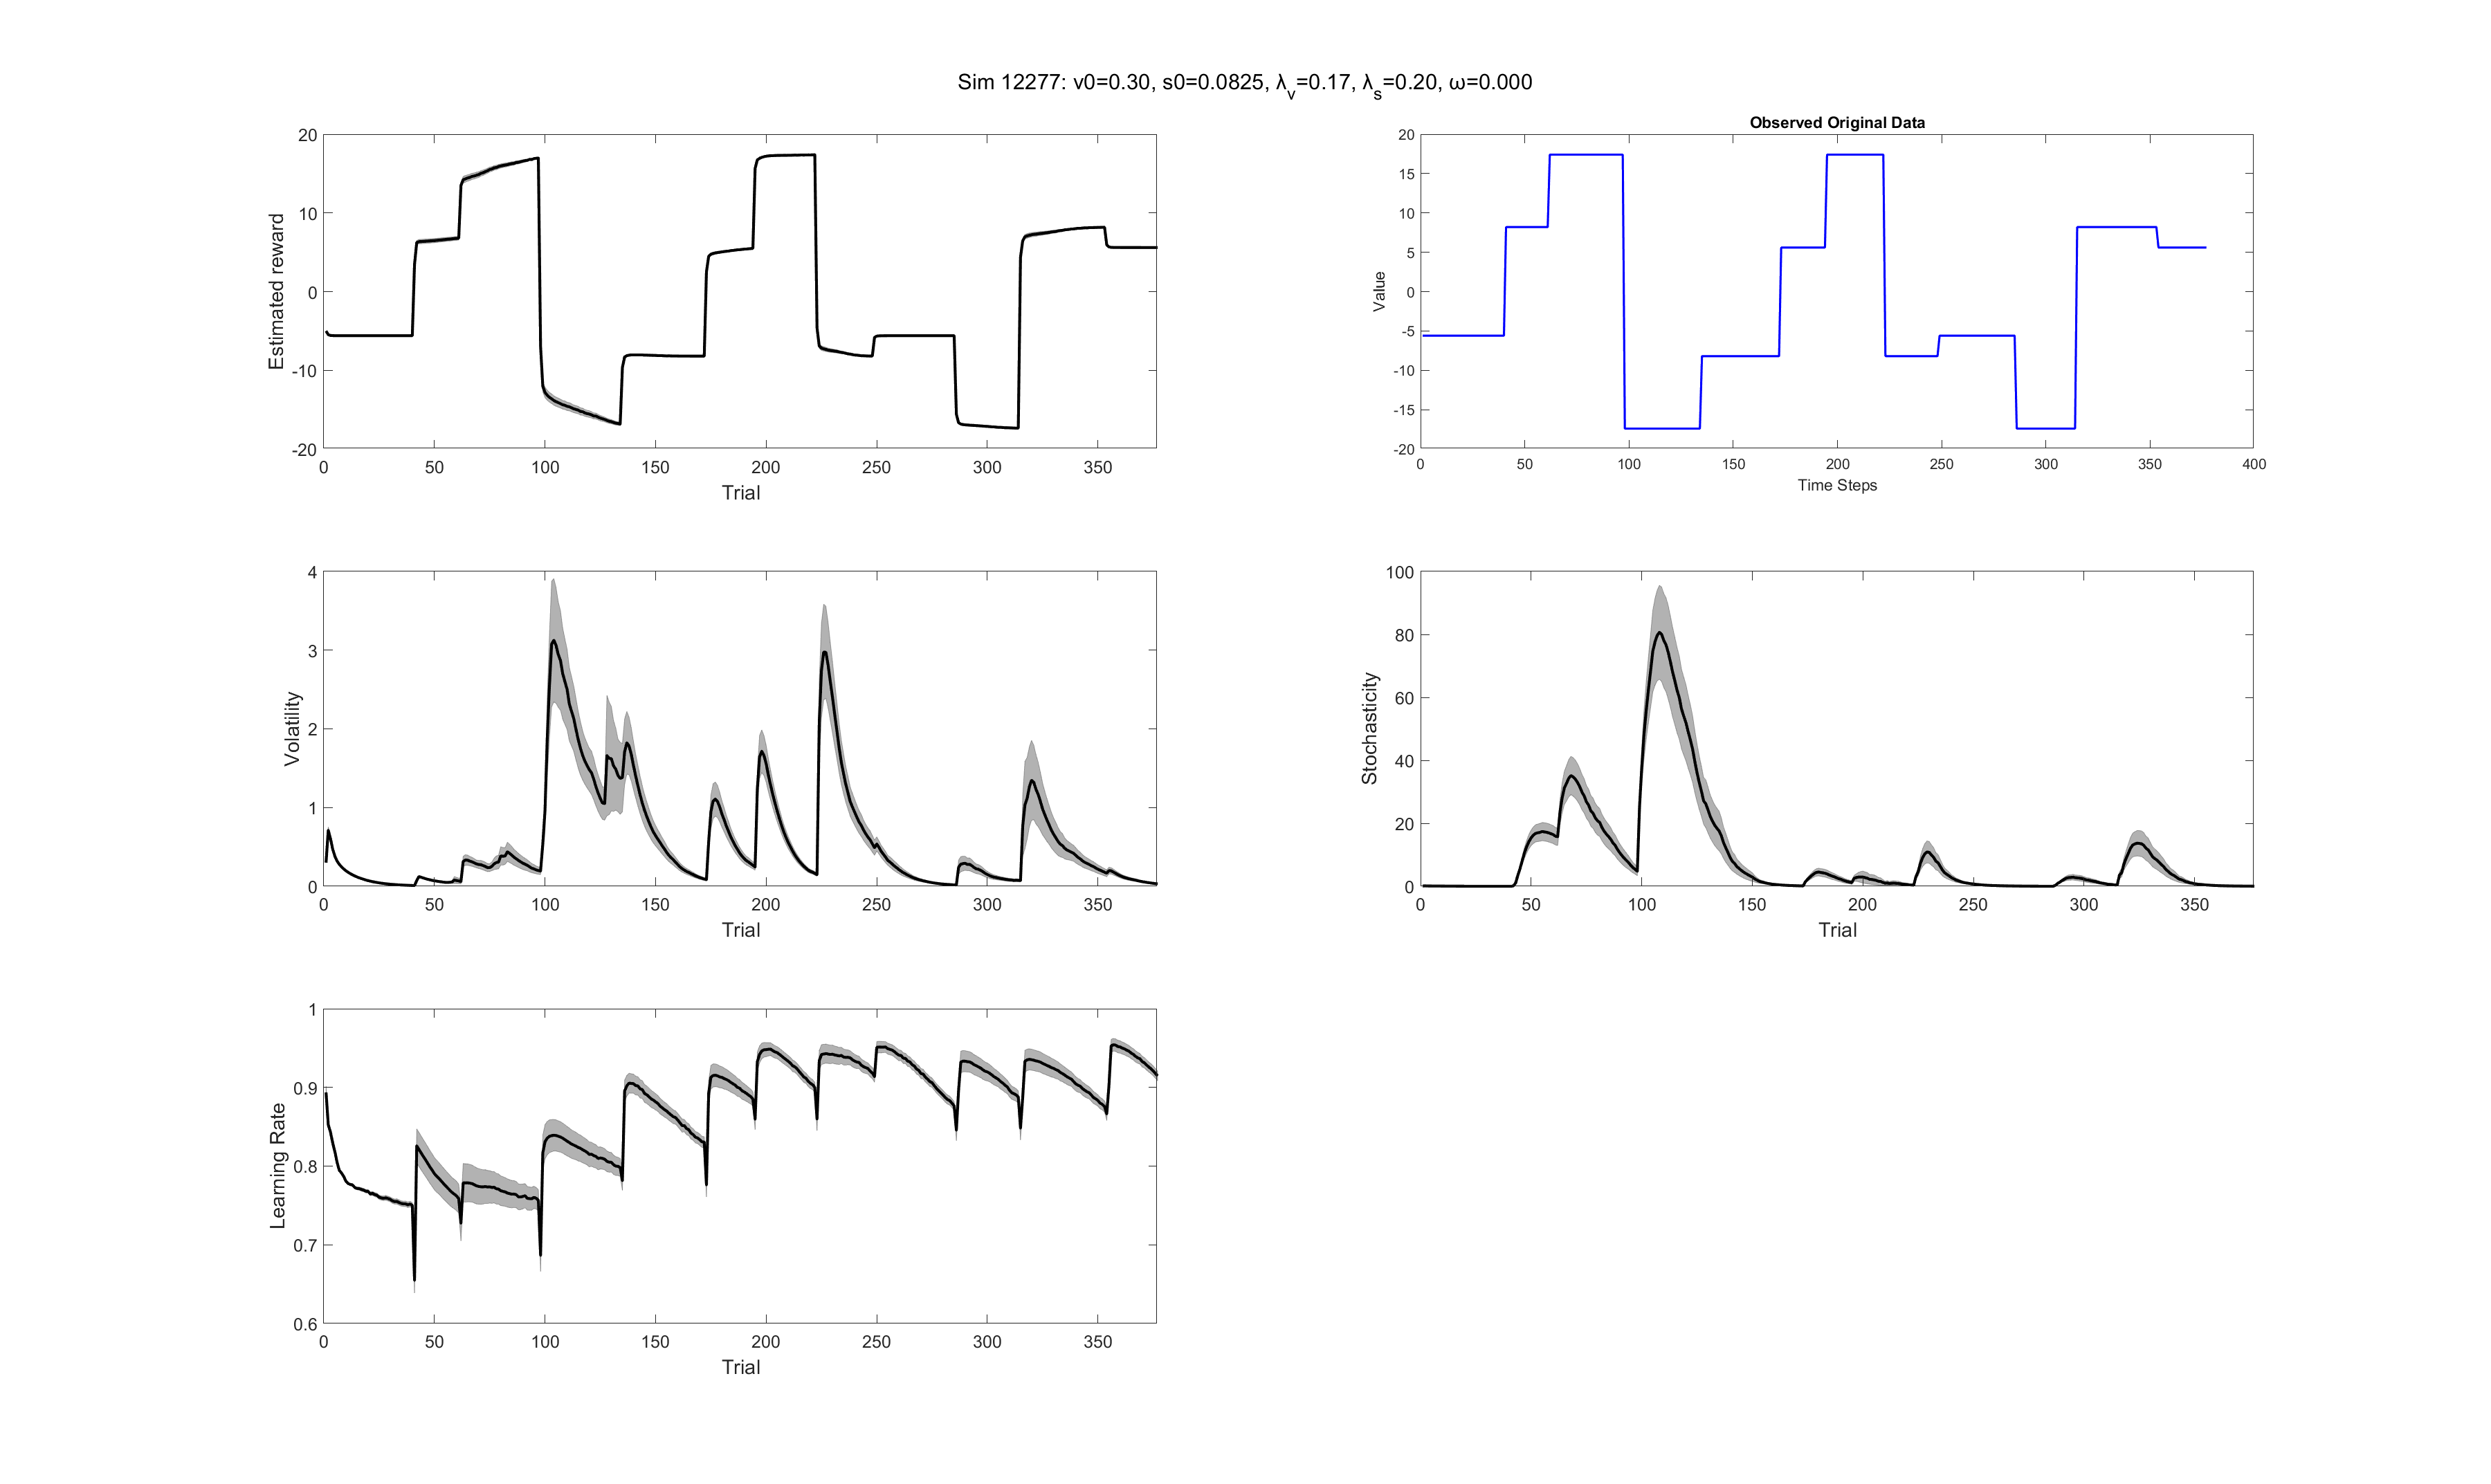 Sim 12277: v0=0.30, s0=0.0825, λv=0.17, λs=0.20, ω=0.000
20
10
0
-10
-20
Estimated reward
0 50 100 150 200 250 300 350
Trial
Observed Original Data
20
15
10
5
0
-5
-10
-15
-20
Value
0 50 100 150 200 250 300 350 400
Time Steps
4
3
2
1
0
Volatility
0 50 100 150 200 250 300 350
Trial
100
80
60
40
20
0
Stochasticity
0 50 100 150 200 250 300 350
Trial
1
0.9
0.8
0.7
0.6
Learning Rate
0 50 100 150 200 250 300 350
Trial